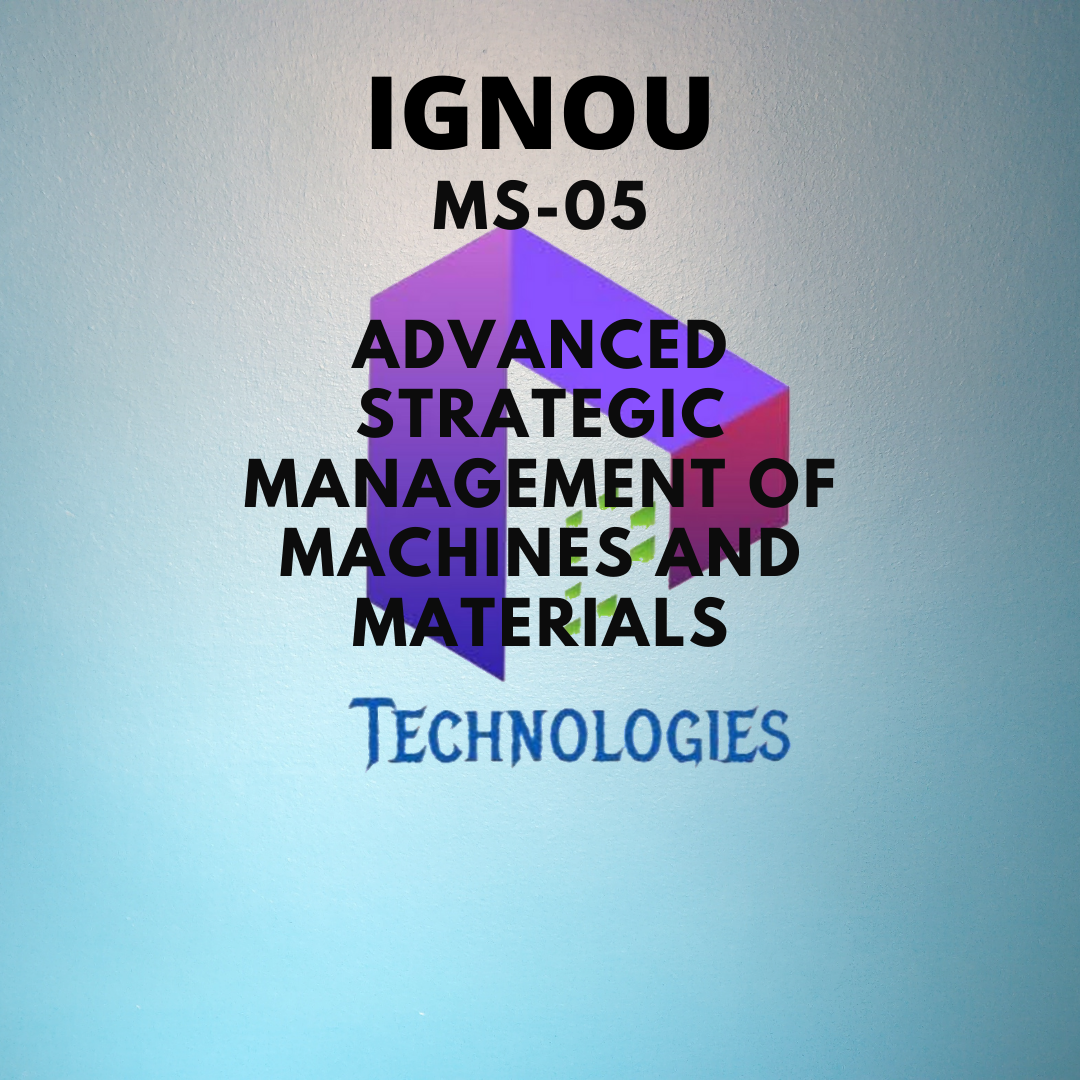 IGNOU
MS-05
ADVANCED
STRATEGIC
MANAGEMENT OF
MACHINES AND
MATERIALS
TECHNOLOGIES